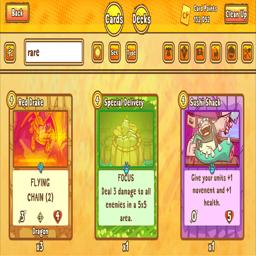 Back
Cards
Decks
Card Points
Clean Up
rare
Set
Type
Red Drake
FLYING
CHAIN (2)
3
4
Dragon
x3
Special Delivery
FOCUS
Deal 3 damage to all
enemies in a 5x5
area.
x1
Sushi Shack
Give your units +1
movement and +1
health.
0
5
x1